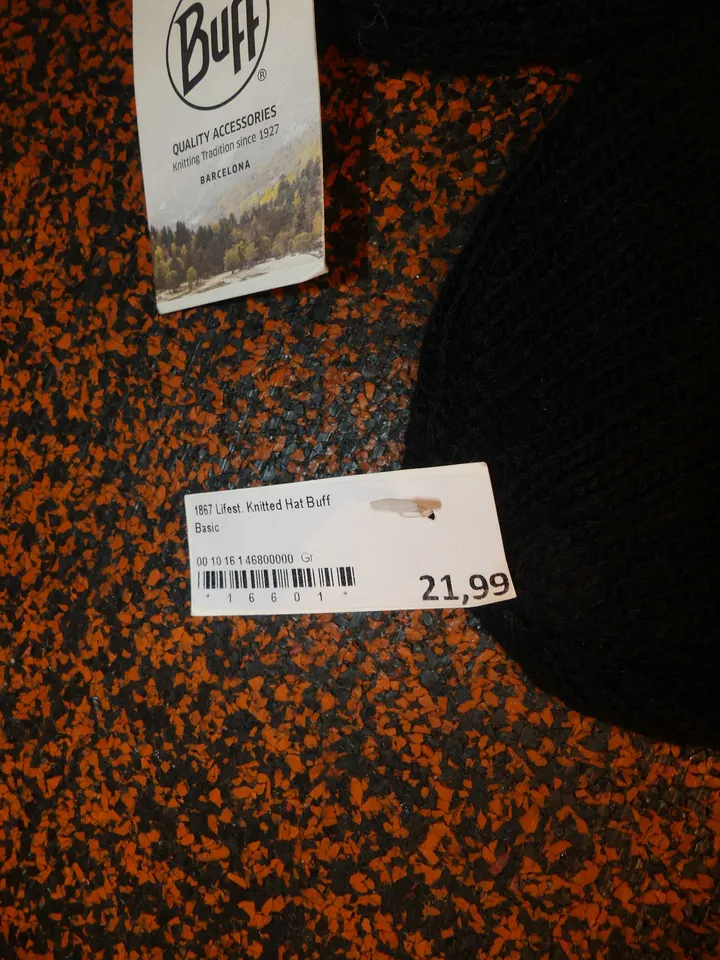 Buff
®
QUALITY ACCESSORIES
Knitting Tradition since 1927
BARCELONA
1867 Lifest. Knitted Hat Buff
Basic
00 10 16 1 46800000 Gr
* 1 6 6 0 1 *
21,99